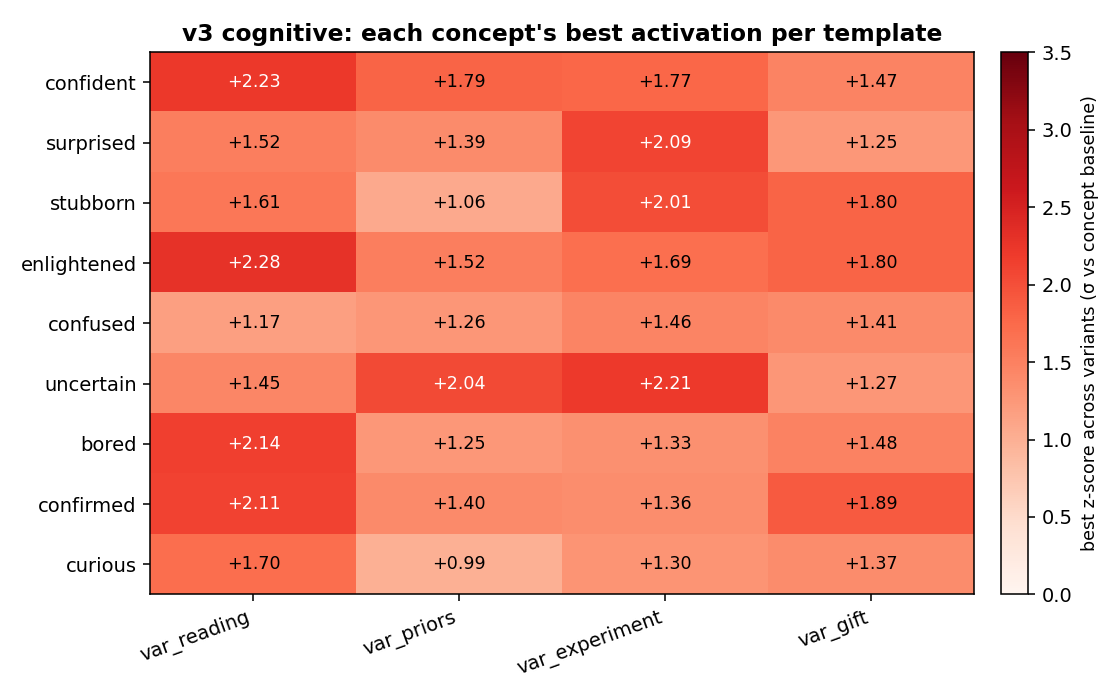 v3 cognitive: each concept's best activation per template
confident +2.23 +1.79 +1.77 +1.47
surprised +1.52 +1.39 +2.09 +1.25
stubborn +1.61 +1.06 +2.01 +1.80
enlightened +2.28 +1.52 +1.69 +1.80
confused +1.17 +1.26 +1.46 +1.41
uncertain +1.45 +2.04 +2.21 +1.27
bored +2.14 +1.25 +1.33 +1.48
confirmed +2.11 +1.40 +1.36 +1.89
curious +1.70 +0.99 +1.30 +1.37
var_reading var_priors var_experiment var_gift
3.5
3.0
2.5
2.0
1.5
1.0
0.5
0.0
best z-score across variants (σ vs concept baseline)